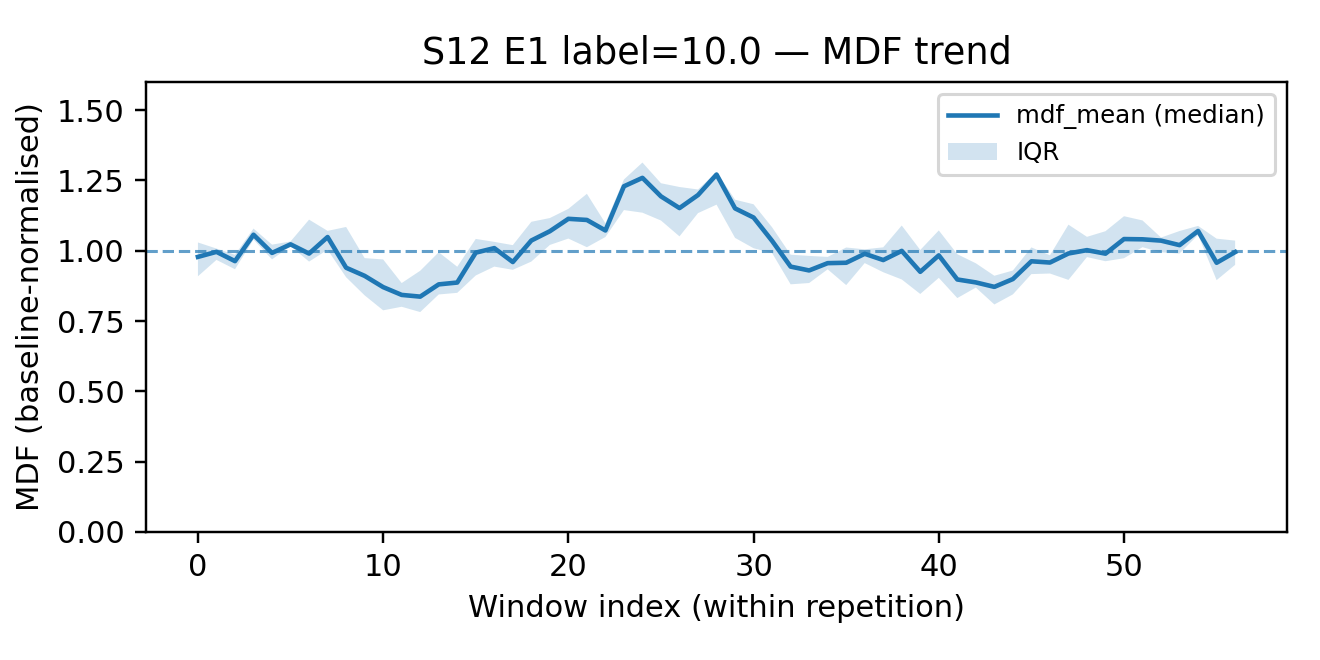 S12 E1 label=10.0 — MDF trend
mdf_mean (median)
IQR
MDF (baseline-normalised)
1.50
1.25
1.00
0.75
0.50
0.25
0.00
0 10 20 30 40 50
Window index (within repetition)